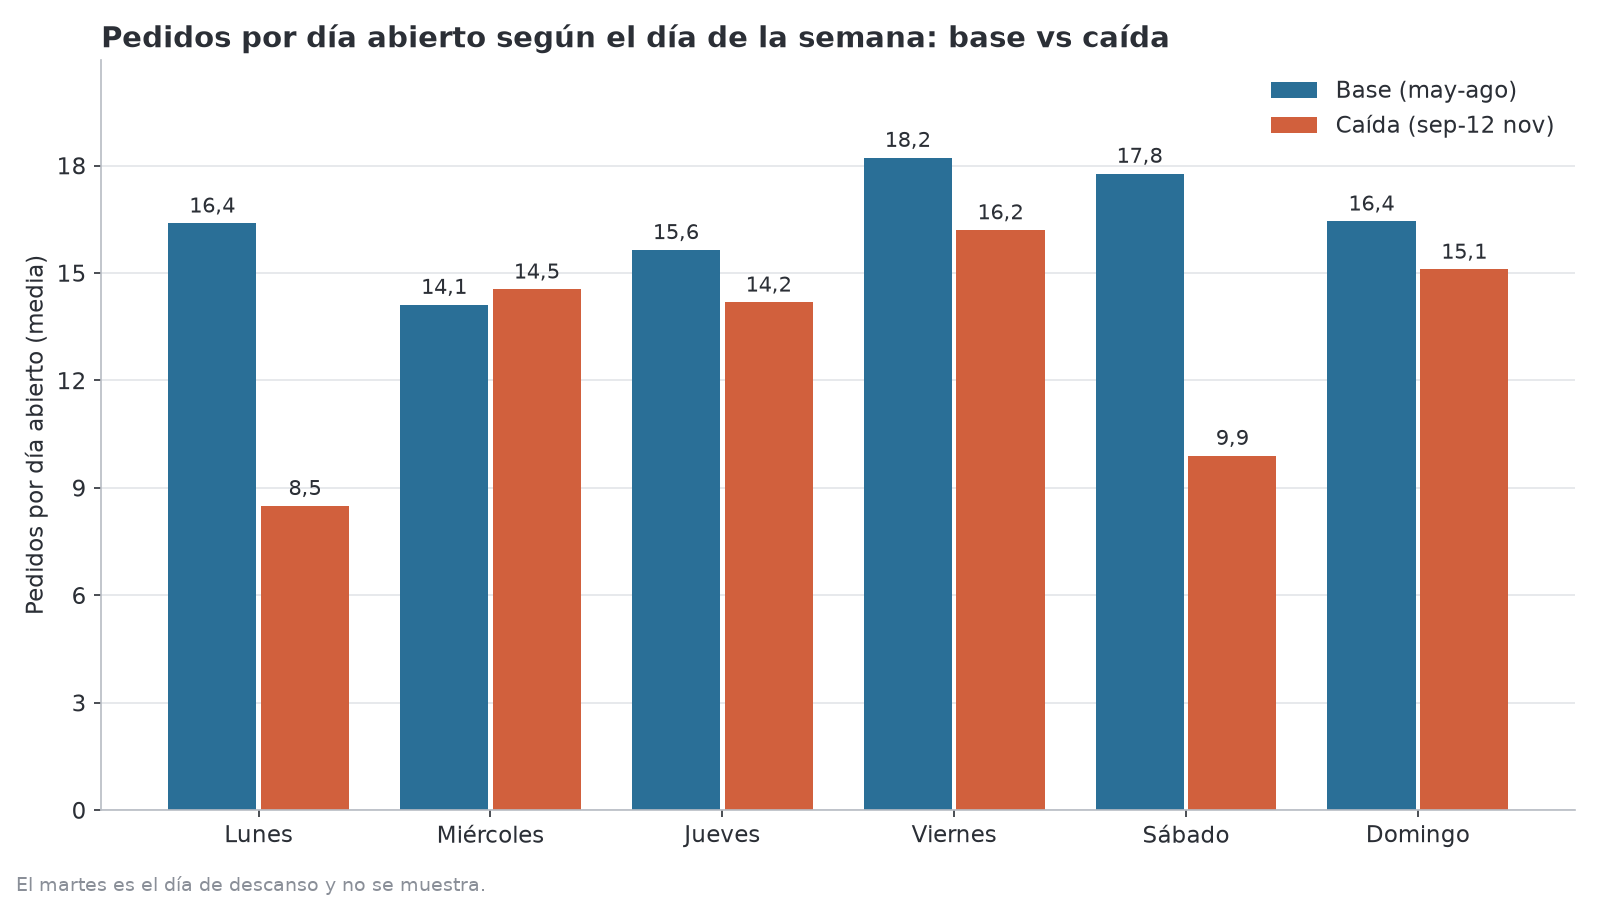 Pedidos por día abierto según el día de la semana: base vs caída
Base (may-ago)
Caída (sep-12 nov)
Pedidos por día abierto (media)
18
15
12
9
6
3
0
16,4
8,5
14,1
14,5
15,6
14,2
18,2
16,2
17,8
9,9
16,4
15,1
Lunes
Miércoles
Jueves
Viernes
Sábado
Domingo
El martes es el día de descanso y no se muestra.